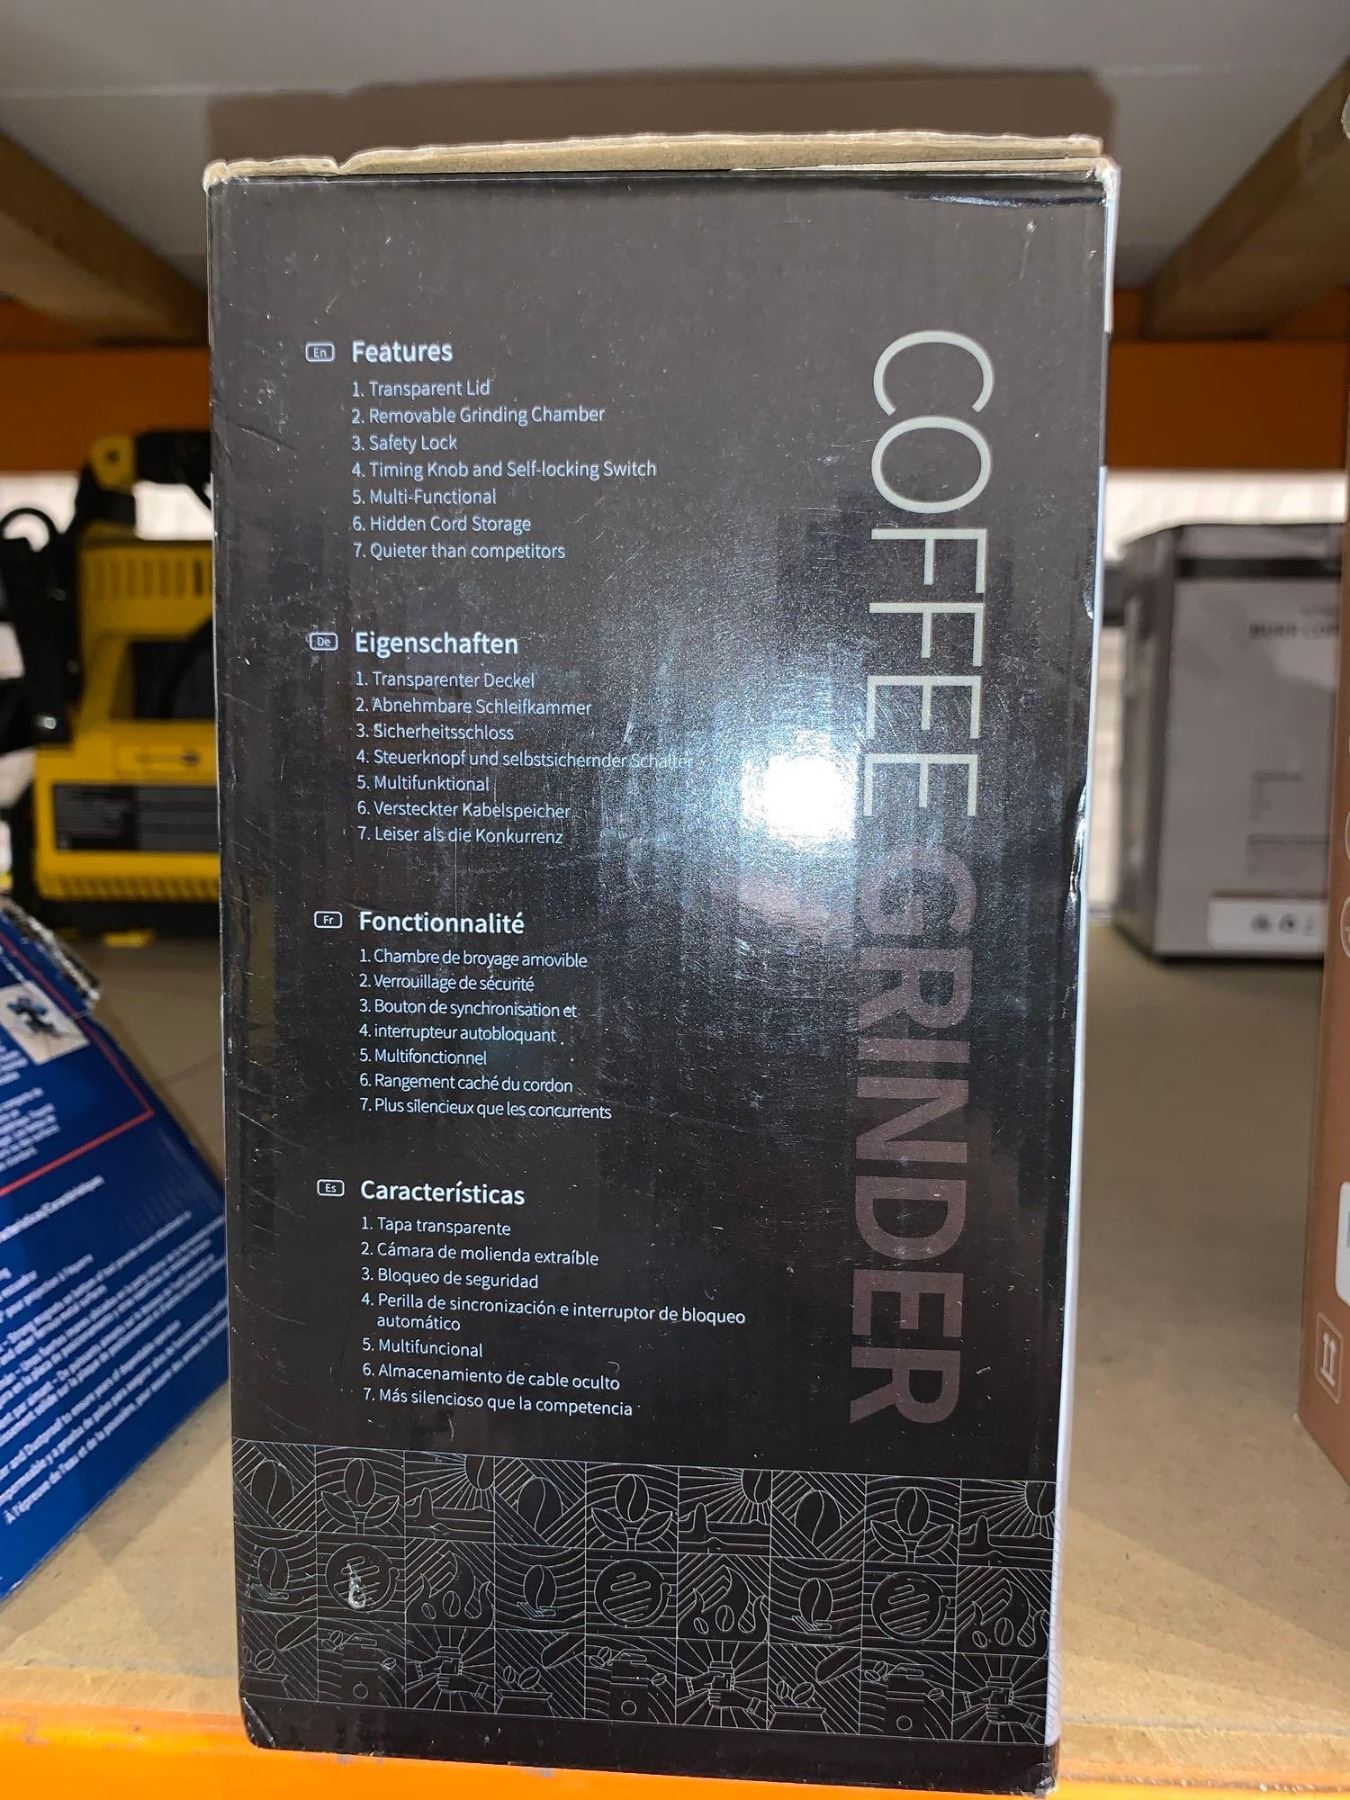 En Features
1. Transparent Lid
2. Removable Grinding Chamber
3. Safety Lock
4. Timing Knob and Self-locking Switch
5. Multi-Functional
6. Hidden Cord Storage
7. Quieter than competitors
De Eigenschaften
1. Transparenter Deckel
2. Abnehmbare Schleifkammer
3. Sicherheitsschloss
4. Steuerknopf und selbstsichernder Schalter
5. Multifunktional
6. Versteckter Kabelspeicher
7. Leiser als die Konkurrenz
Fr Fonctionnalité
1. Chambre de broyage amovible
2. Verrouillage de sécurité
3. Bouton de synchronisation et
4. interrupteur autobloquant
5. Multifonctionnel
6. Rangement caché du cordon
7. Plus silencieux que les concurrents
Es Características
1. Tapa transparente
2. Cámara de molienda extraíble
3. Bloqueo de seguridad
4. Perilla de sincronización e interruptor de bloqueo
automático
5. Multifuncional
6. Almacenamiento de cable oculto
7. Más silencioso que la competencia
COFFEE GRINDER